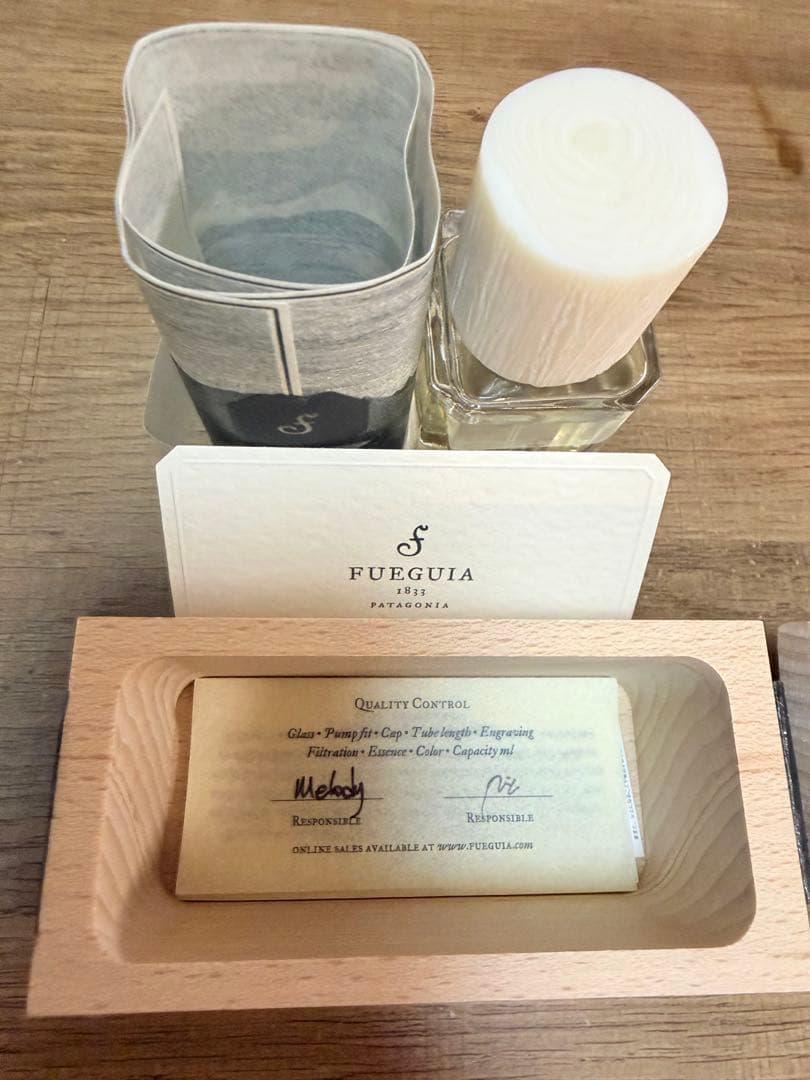 FUEGUIA
1833
PATAGONIA
QUALITY CONTROL
Glass • Pump fit • Cap • Tube length • Engraving
Filtration • Essence • Color • Capacity ml
Melody
RESPONSIBLE RESPONSIBLE
ONLINE SALES AVAILABLE AT www.FUEGUIA.com